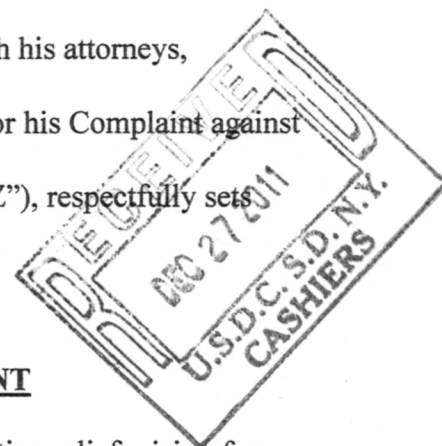 h his attorneys,
or his Complaint against
Z”), respectfully sets
RECEIVED
DEC 27 2011
U.S.D.C. S.D. N.Y.
CASHIERS
NT